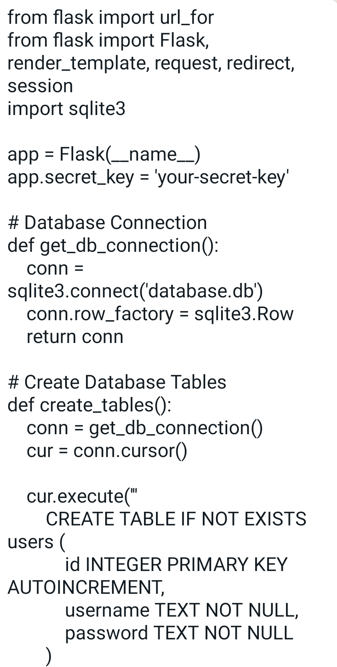 from flask import url_for
from flask import Flask,
render_template, request, redirect,
session
import sqlite3

app = Flask(__name__)
app.secret_key = 'your-secret-key'

# Database Connection
def get_db_connection():
    conn =
sqlite3.connect('database.db')
    conn.row_factory = sqlite3.Row
    return conn

# Create Database Tables
def create_tables():
    conn = get_db_connection()
    cur = conn.cursor()

    cur.execute('''
        CREATE TABLE IF NOT EXISTS
users (
            id INTEGER PRIMARY KEY
AUTOINCREMENT,
            username TEXT NOT NULL,
            password TEXT NOT NULL
        )